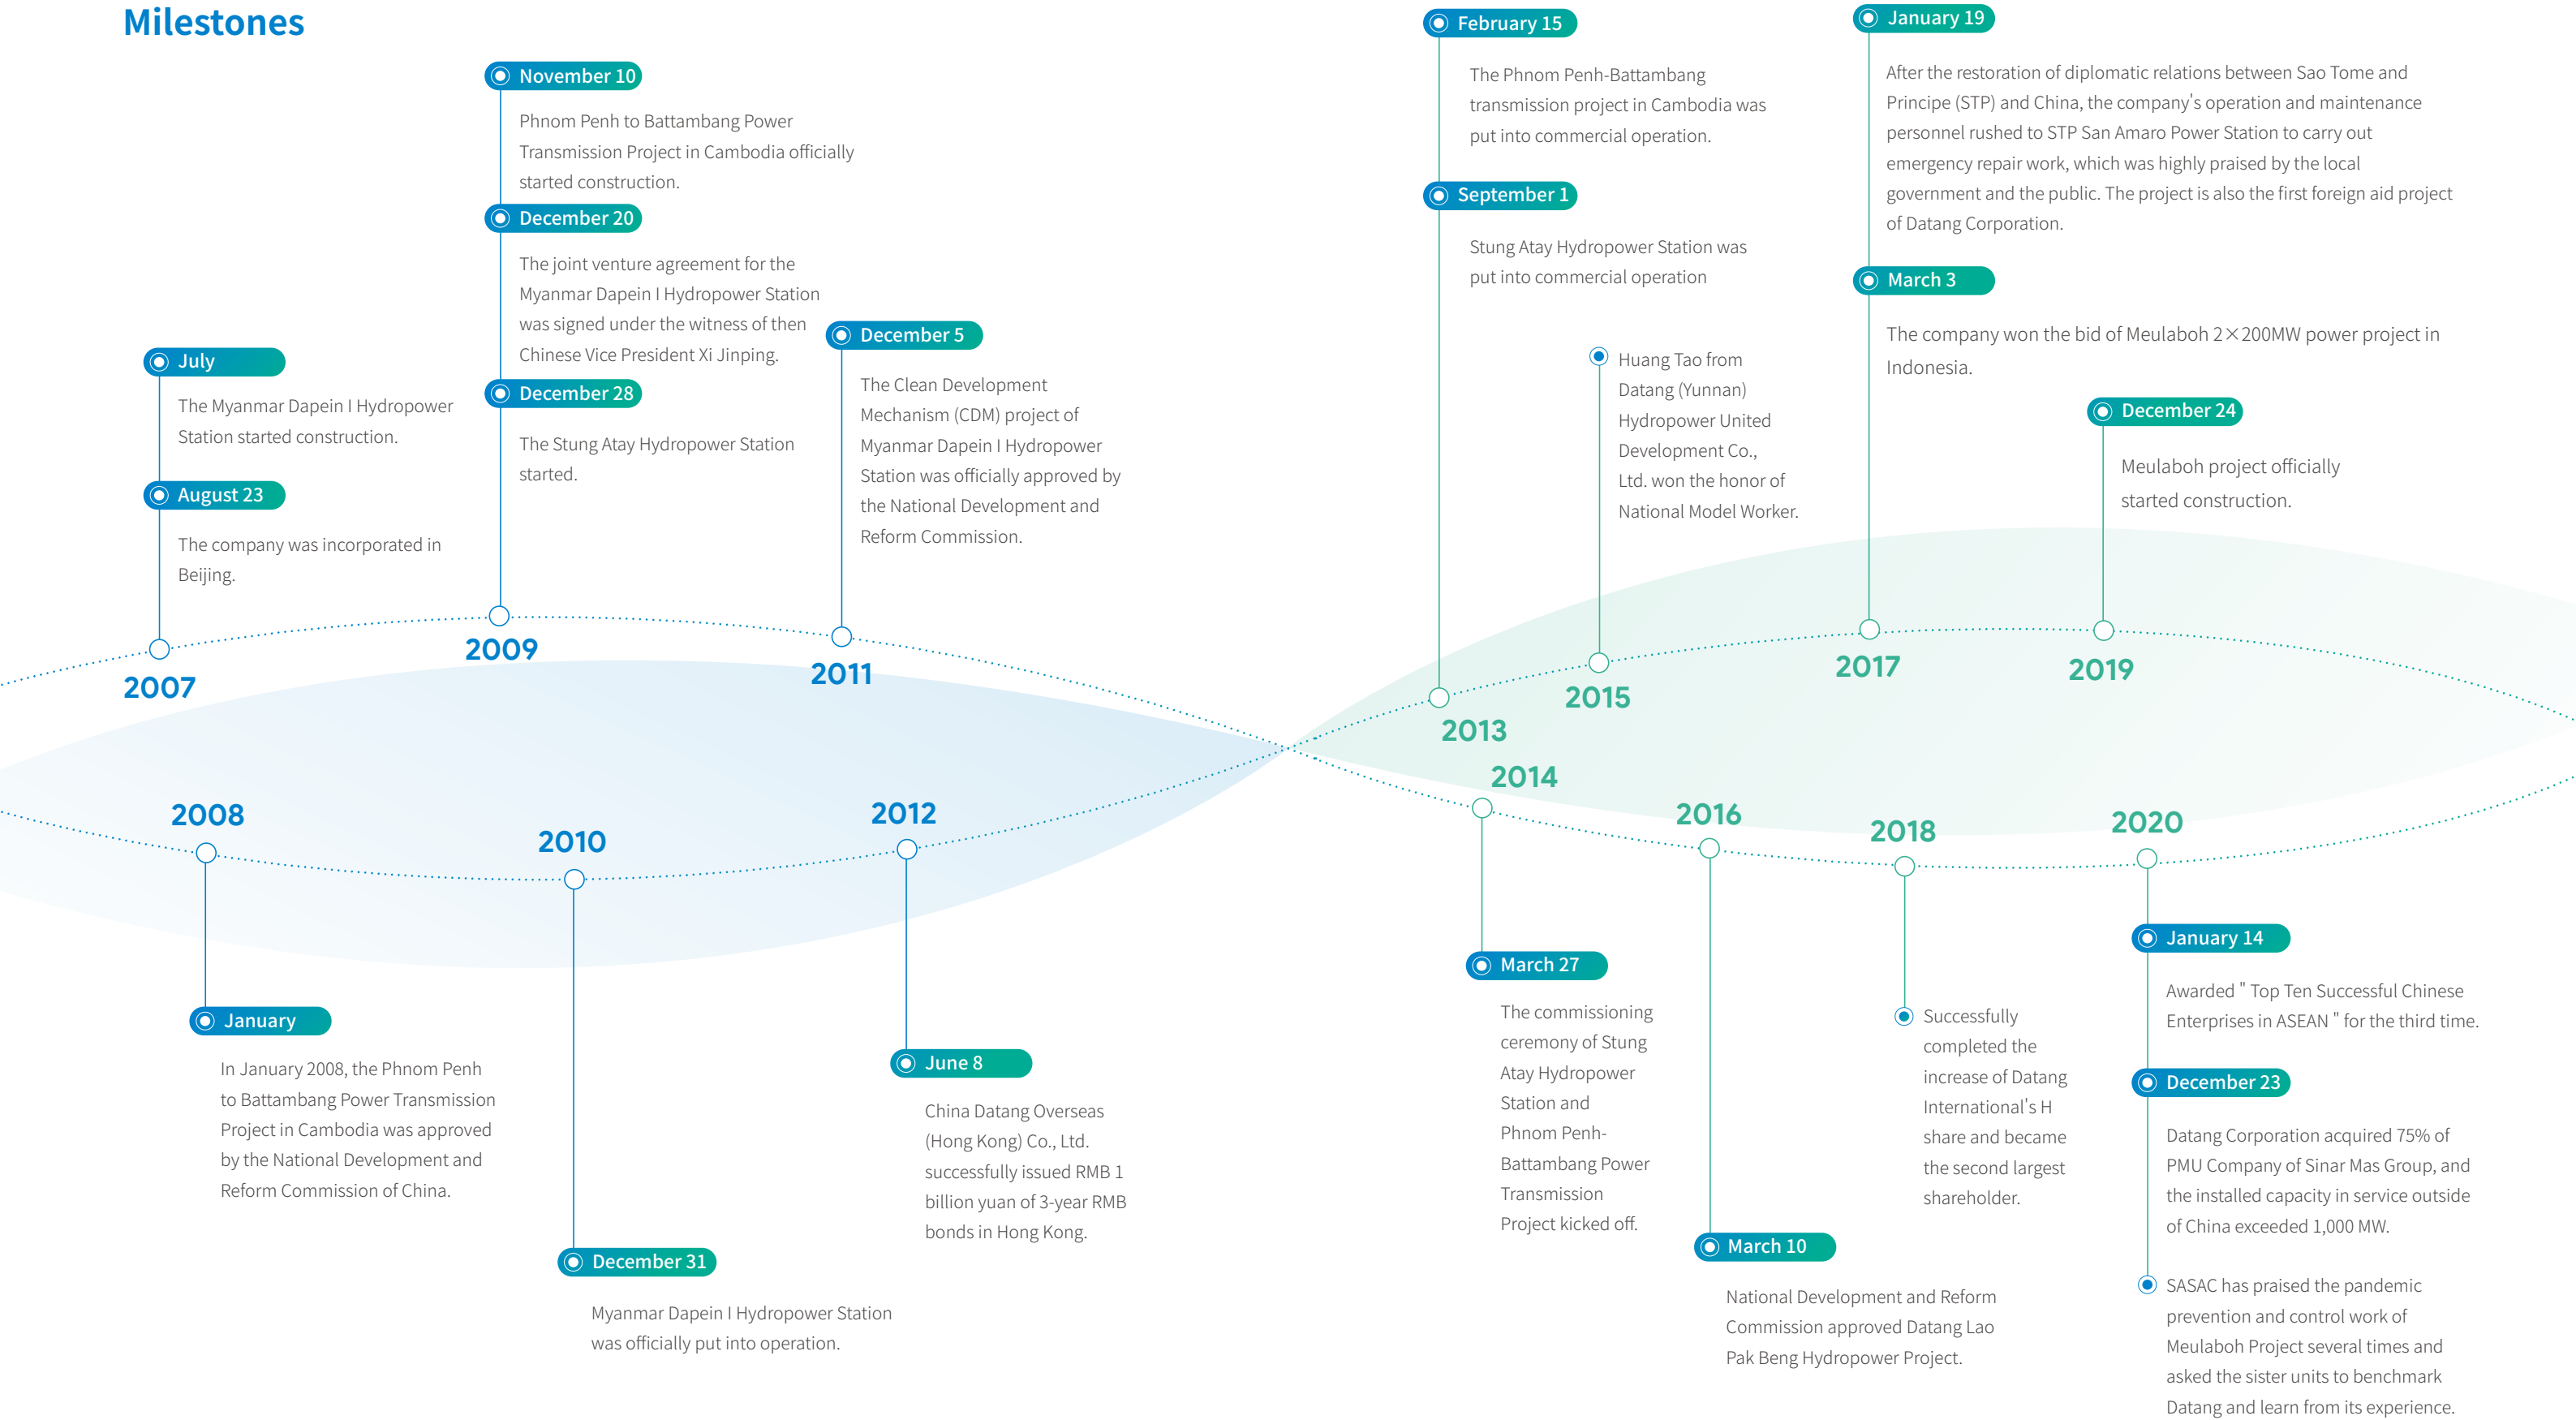 Milestones
July
The Myanmar Dapein I Hydropower
Station started construction.
August 23
The company was incorporated in
Beijing.
2007
2008
January
In January 2008, the Phnom Penh
to Battambang Power Transmission
Project in Cambodia was approved
by the National Development and
Reform Commission of China.
November 10
Phnom Penh to Battambang Power
Transmission Project in Cambodia officially
started construction.
December 20
The joint venture agreement for the
Myanmar Dapein I Hydropower Station
was signed under the witness of then
Chinese Vice President Xi Jinping.
December 28
The Stung Atay Hydropower Station
started.
2009
2010
December 31
Myanmar Dapein I Hydropower Station
was officially put into operation.
December 5
The Clean Development
Mechanism (CDM) project of
Myanmar Dapein I Hydropower
Station was officially approved by
the National Development and
Reform Commission.
2011
2012
June 8
China Datang Overseas
(Hong Kong) Co., Ltd.
successfully issued RMB 1
billion yuan of 3-year RMB
bonds in Hong Kong.
February 15
The Phnom Penh-Battambang
transmission project in Cambodia was
put into commercial operation.
September 1
Stung Atay Hydropower Station was
put into commercial operation
2013
2014
March 27
The commissioning
ceremony of Stung
Atay Hydropower
Station and
Phnom Penh-
Battambang Power
Transmission
Project kicked off.
Huang Tao from
Datang (Yunnan)
Hydropower United
Development Co.,
Ltd. won the honor of
National Model Worker.
2015
2016
March 10
National Development and Reform
Commission approved Datang Lao
Pak Beng Hydropower Project.
January 19
After the restoration of diplomatic relations between Sao Tome and
Principe (STP) and China, the company's operation and maintenance
personnel rushed to STP San Amaro Power Station to carry out
emergency repair work, which was highly praised by the local
government and the public. The project is also the first foreign aid project
of Datang Corporation.
March 3
The company won the bid of Meulaboh 2×200MW power project in
Indonesia.
2017
2018
Successfully
completed the
increase of Datang
International's H
share and became
the second largest
shareholder.
December 24
Meulaboh project officially
started construction.
2019
2020
January 14
Awarded " Top Ten Successful Chinese
Enterprises in ASEAN " for the third time.
December 23
Datang Corporation acquired 75% of
PMU Company of Sinar Mas Group, and
the installed capacity in service outside
of China exceeded 1,000 MW.
SASAC has praised the pandemic
prevention and control work of
Meulaboh Project several times and
asked the sister units to benchmark
Datang and learn from its experience.